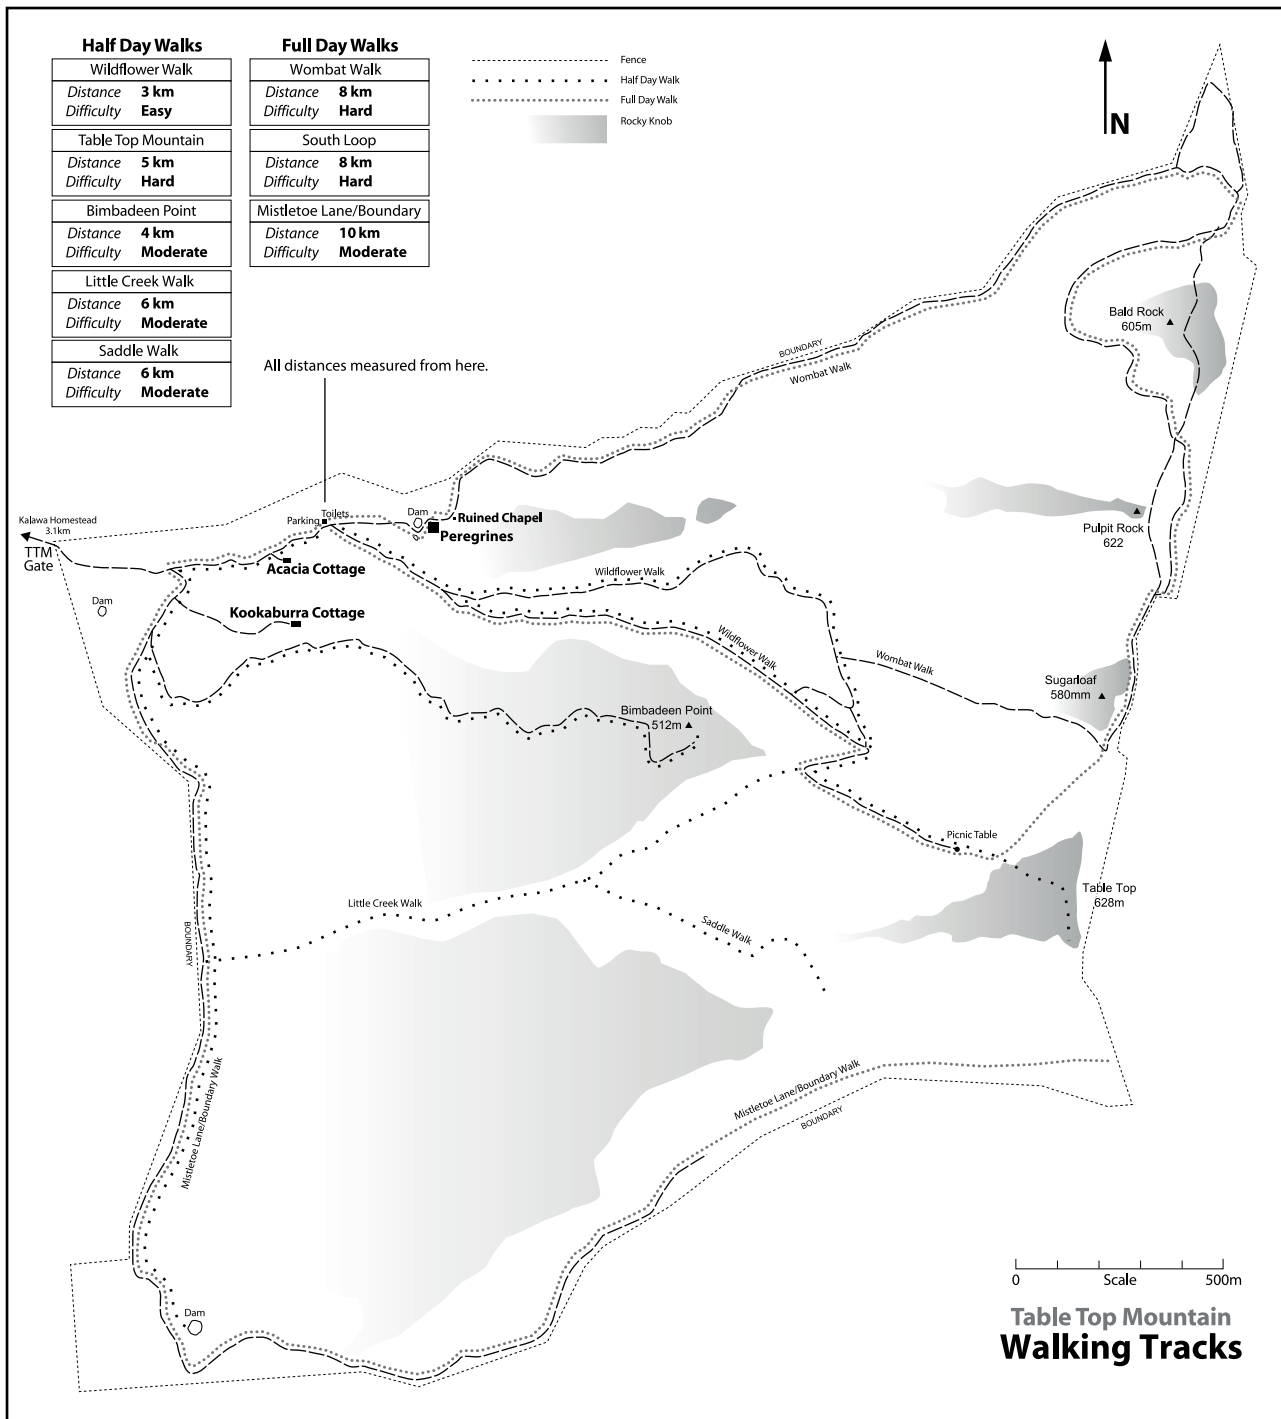 Half Day Walks
Wildflower Walk
Distance 3 km
Difficulty Easy
Table Top Mountain
Distance 5 km
Difficulty Hard
Bimbadeen Point
Distance 4 km
Difficulty Moderate
Little Creek Walk
Distance 6 km
Difficulty Moderate
Saddle Walk
Distance 6 km
Difficulty Moderate
Full Day Walks
Wombat Walk
Distance 8 km
Difficulty Hard
South Loop
Distance 8 km
Difficulty Hard
Mistletoe Lane/Boundary
Distance 10 km
Difficulty Moderate
Fence
Half Day Walk
Full Day Walk
Rocky Knob
N
Bald Rock
605m
BOUNDARY
Wombat Walk
All distances measured from here.
Toilets
Parking
Dam
Ruined Chapel
Peregrines
Kalawa Homestead
3.1km
TTM
Gate
Dam
Acacia Cottage
Kookaburra Cottage
Pulpit Rock
622
Wildflower Walk
Wildflower Walk
Wombat Walk
Sugarloaf
580mm
Bimbadeen Point
512m
Picnic Table
Table Top
628m
Little Creek Walk
Saddle Walk
BOUNDARY
Mistletoe Lane/Boundary Walk
Mistletoe Lane/Boundary Walk
BOUNDARY
Dam
0 Scale 500m
Table Top Mountain
Walking Tracks